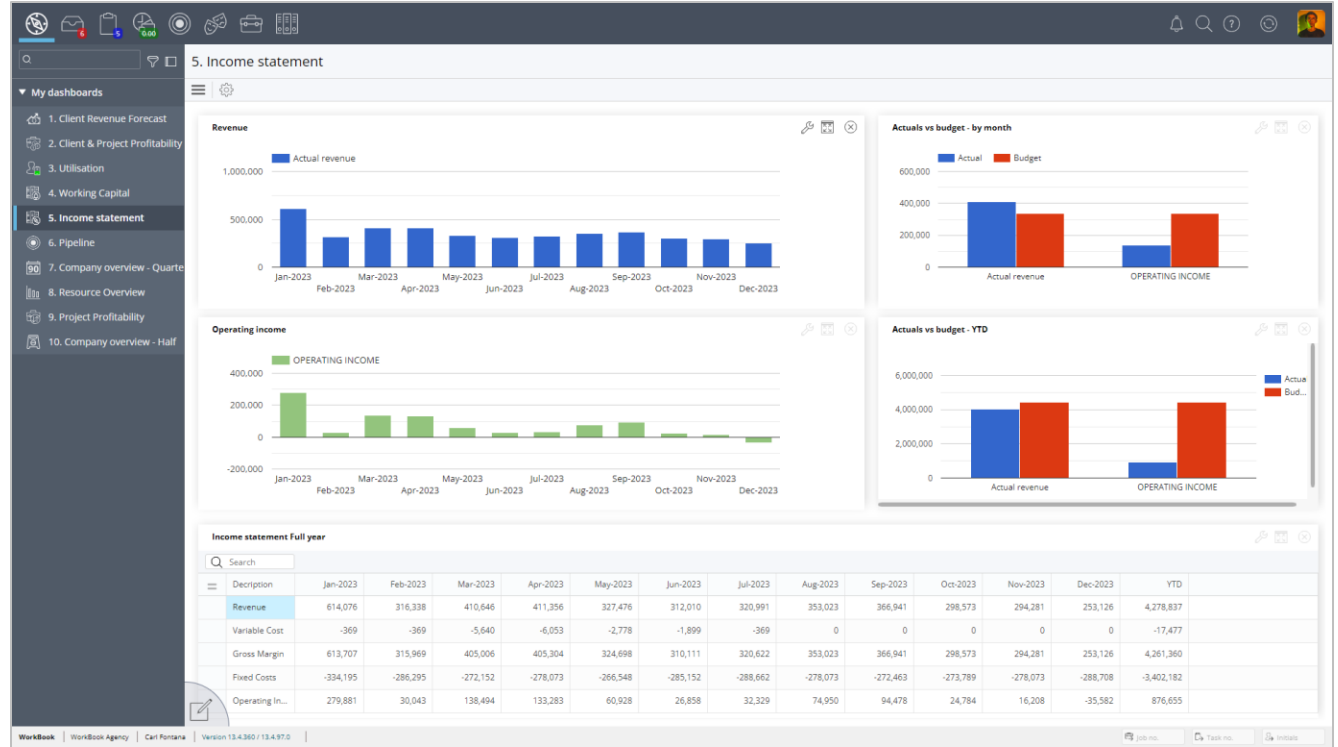 6
5
0.00
5. Income statement
My dashboards
1. Client Revenue Forecast
2. Client & Project Profitability
3. Utilisation
4. Working Capital
5. Income statement
6. Pipeline
90 7. Company overview - Quarte
8. Resource Overview
9. Project Profitability
10. Company overview - Half
Revenue
Actual revenue
1,000,000
500,000
0
Jan-2023 Mar-2023 May-2023 Jul-2023 Sep-2023 Nov-2023
Feb-2023 Apr-2023 Jun-2023 Aug-2023 Oct-2023 Dec-2023
Actuals vs budget - by month
Actual Budget
600,000
400,000
200,000
0
Actual revenue OPERATING INCOME
Operating income
OPERATING INCOME
400,000
200,000
0
-200,000
Jan-2023 Mar-2023 May-2023 Jul-2023 Sep-2023 Nov-2023
Feb-2023 Apr-2023 Jun-2023 Aug-2023 Oct-2023 Dec-2023
Actuals vs budget - YTD
6,000,000
4,000,000
2,000,000
0
Actua
Bud...
Actual revenue OPERATING INCOME
Income statement Full year
Search
Decription Jan-2023 Feb-2023 Mar-2023 Apr-2023 May-2023 Jun-2023 Jul-2023 Aug-2023 Sep-2023 Oct-2023 Nov-2023 Dec-2023 YTD
Revenue 614,076 316,338 410,646 411,356 327,476 312,010 320,991 353,023 366,941 298,573 294,281 253,126 4,278,837
Variable Cost -369 -369 -5,640 -6,053 -2,778 -1,899 -369 0 0 0 0 0 -17,477
Gross Margin 613,707 315,969 405,006 405,304 324,698 310,111 320,622 353,023 366,941 298,573 294,281 253,126 4,261,360
Fixed Costs -334,195 -286,295 -272,152 -278,073 -266,548 -285,152 -288,662 -278,073 -272,463 -273,789 -278,073 -288,708 -3,402,182
Operating In... 279,881 30,043 138,494 133,283 60,928 26,858 32,329 74,950 94,478 24,784 16,208 -35,582 876,655
WorkBook WorkBook Agency Carl Fontana Version 13.4.360 / 13.4.97.0 Job no. Task no. Initials